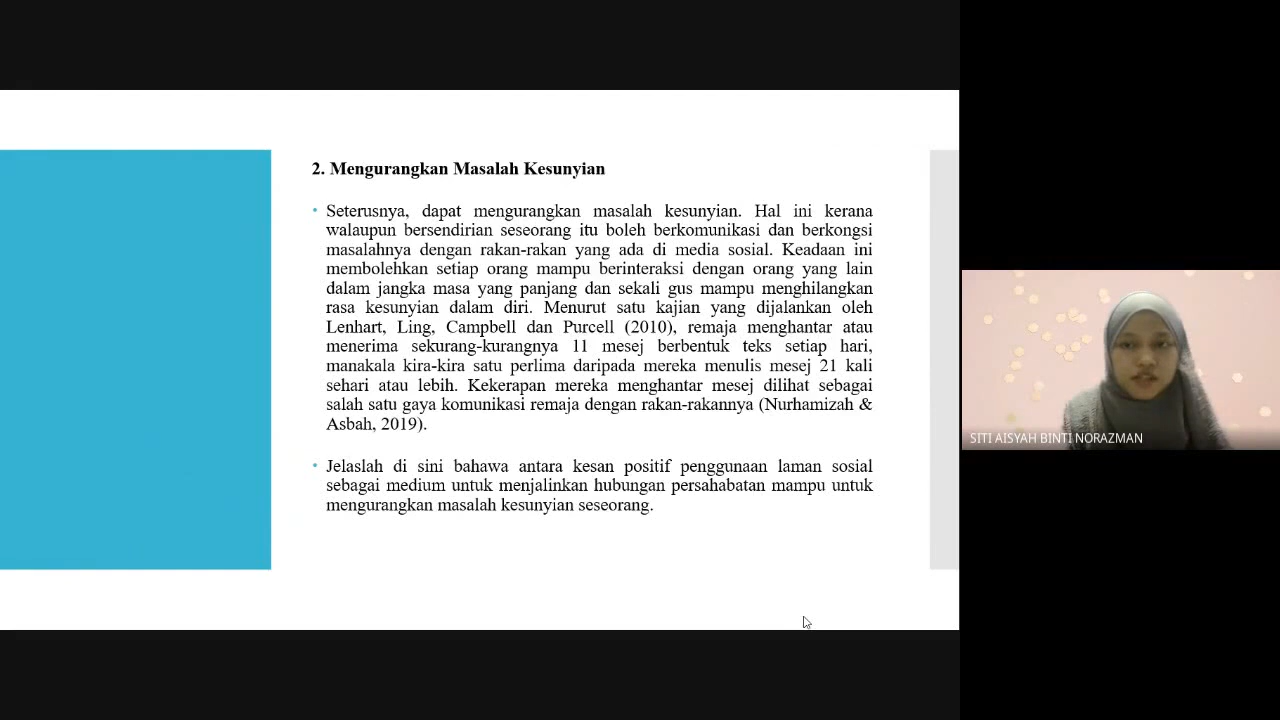 2. Mengurangkan Masalah Kesunyian
Seterusnya, dapat mengurangkan masalah kesunyian. Hal ini kerana
walaupun bersendirian seseorang itu boleh berkomunikasi dan berkongsi
masalahnya dengan rakan-rakan yang ada di media sosial. Keadaan ini
membolehkan setiap orang mampu berinteraksi dengan orang yang lain
dalam jangka masa yang panjang dan sekali gus mampu menghilangkan
rasa kesunyian dalam diri. Menurut satu kajian yang dijalankan oleh
Lenhart, Ling, Campbell dan Purcell (2010), remaja menghantar atau
menerima sekurang-kurangnya 11 mesej berbentuk teks setiap hari,
manakala kira-kira satu perlima daripada mereka menulis mesej 21 kali
sehari atau lebih. Kekerapan mereka menghantar mesej dilihat sebagai
salah satu gaya komunikasi remaja dengan rakan-rakannya (Nurhamizah &
Asbah, 2019).
Jelaslah di sini bahawa antara kesan positif penggunaan laman sosial
sebagai medium untuk menjalinkan hubungan persahabatan mampu untuk
mengurangkan masalah kesunyian seseorang.
SITI AISYAH BINTI NORAZMAN